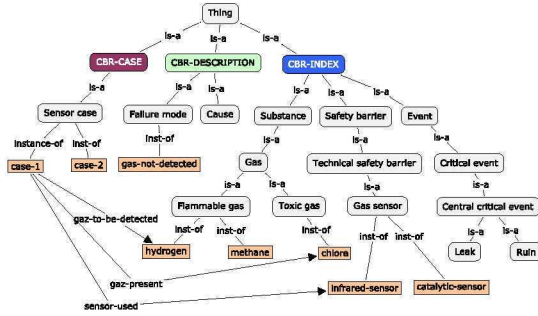 Thing
is-a
is-a
is-a
CBR-CASE
CBR-DESCRIPTION
CBR-INDEX
is-a
is-a
is-a
is-a
is-a
is-a
Sensor case
Failure mode
Cause
Substance
Safety barrier
Event
instance-of
inst-of
inst-of
is-a
is-a
is-a
case-1
case-2
gas-not-detected
Gas
Technical safety barrier
Critical event
is-a
is-a
is-a
is-a
gaz-to-be-detected
Flammable gas
Toxic gas
Gas sensor
Central critical event
inst-of
inst-of
inst-of
inst-of
inst-of
is-a
is-a
hydrogen
methane
chlora
Leak
Ruin
gaz-present
sensor-used
infrared-sensor
catalytic-sensor